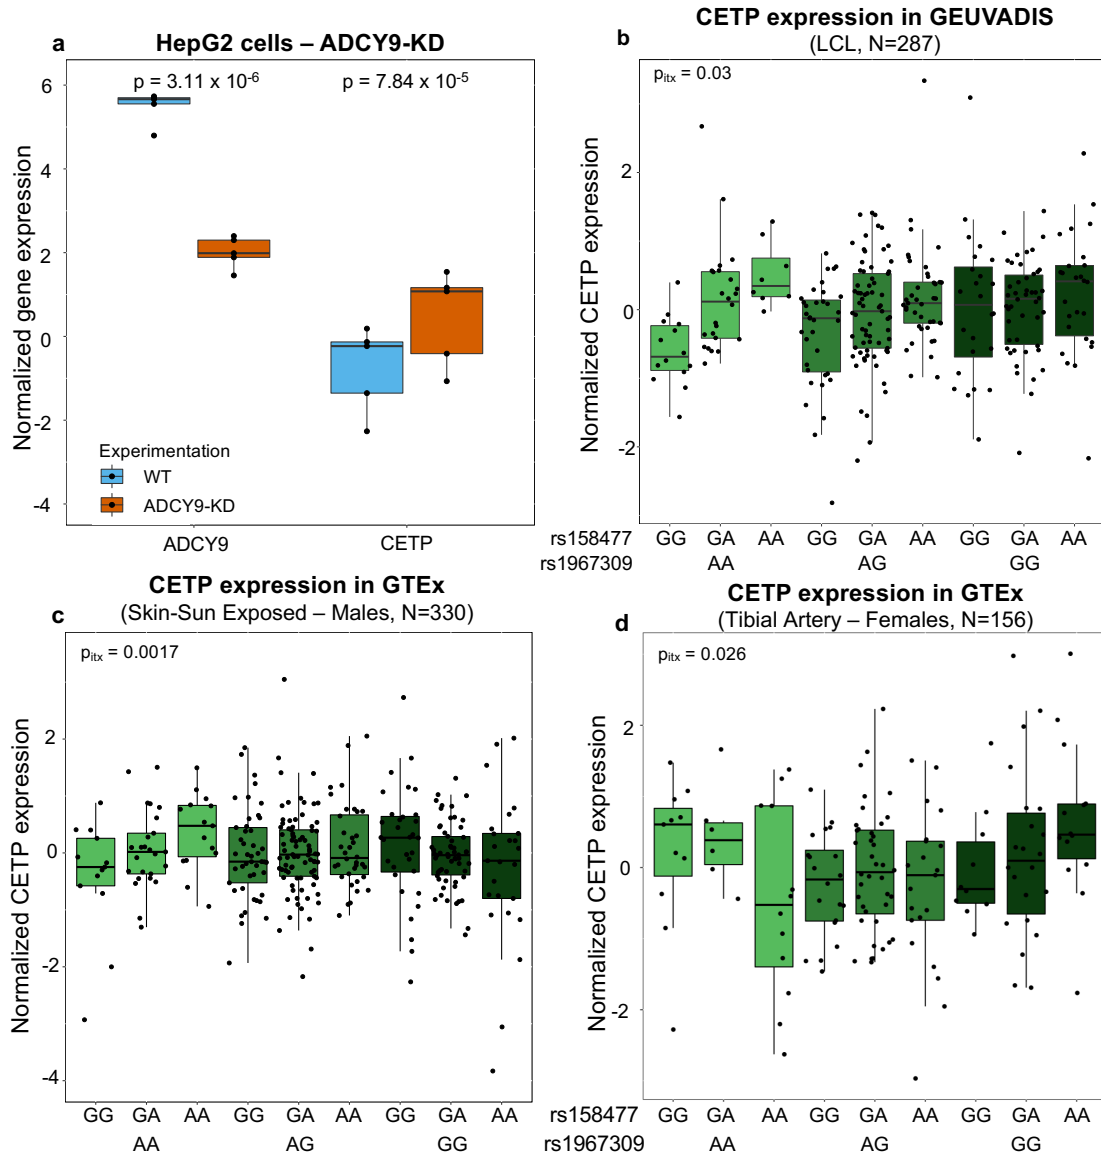 a
HepG2 cells – ADCY9-KD
p = 3.11 x 10-6
p = 7.84 x 10-5
Normalized gene expression
6
4
2
0
-2
-4
Experimentation
WT
ADCY9-KD
ADCY9
CETP
b
CETP expression in GEUVADIS
(LCL, N=287)
pitx = 0.03
Normalized CETP expression
2
0
-2
rs158477 GG GA AA GG GA AA GG GA AA
rs1967309 AA AG GG
c
CETP expression in GTEx
(Skin-Sun Exposed – Males, N=330)
pitx = 0.0017
Normalized CETP expression
2
0
-2
-4
GG GA AA GG GA AA GG GA AA
AA AG GG
d
CETP expression in GTEx
(Tibial Artery – Females, N=156)
pitx = 0.026
Normalized CETP expression
2
0
-2
rs158477 GG GA AA GG GA AA GG GA AA
rs1967309 AA AG GG